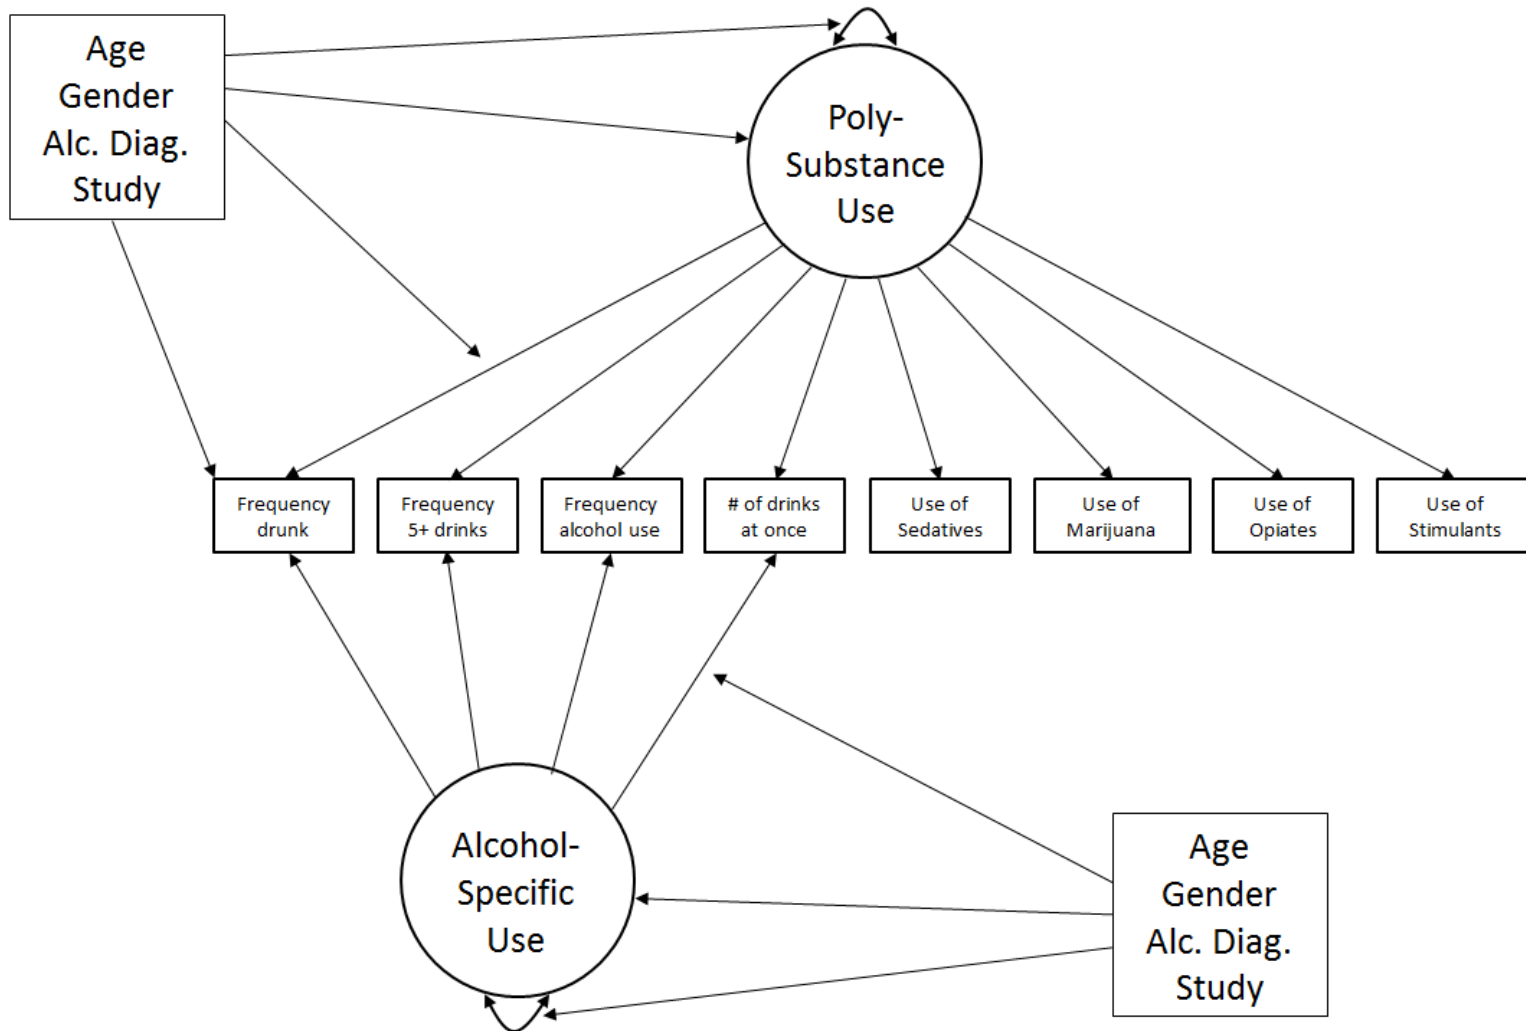 Age
Gender
Alc. Diag.
Study
Poly-
Substance
Use
Frequency
drunk
Frequency
5+ drinks
Frequency
alcohol use
# of drinks
at once
Use of
Sedatives
Use of
Marijuana
Use of
Opiates
Use of
Stimulants
Alcohol-
Specific
Use
Age
Gender
Alc. Diag.
Study